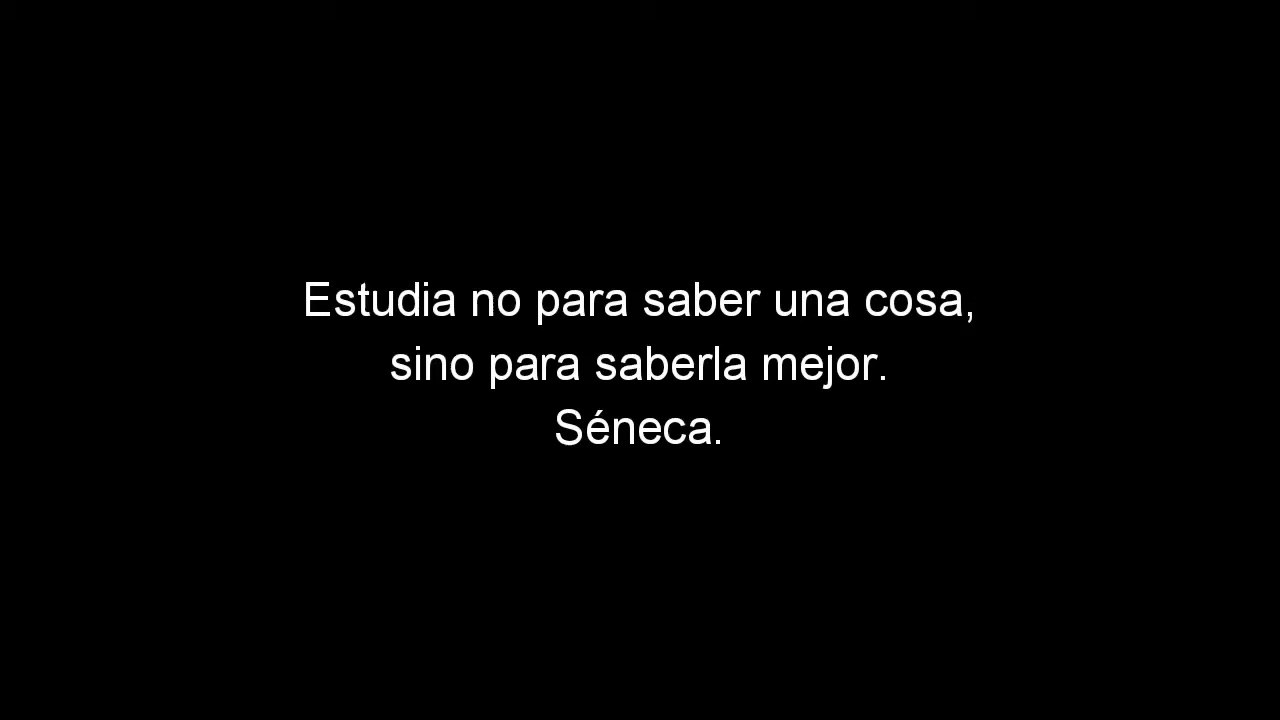 Estudia no para saber una cosa,
sino para saberla mejor.
Séneca.